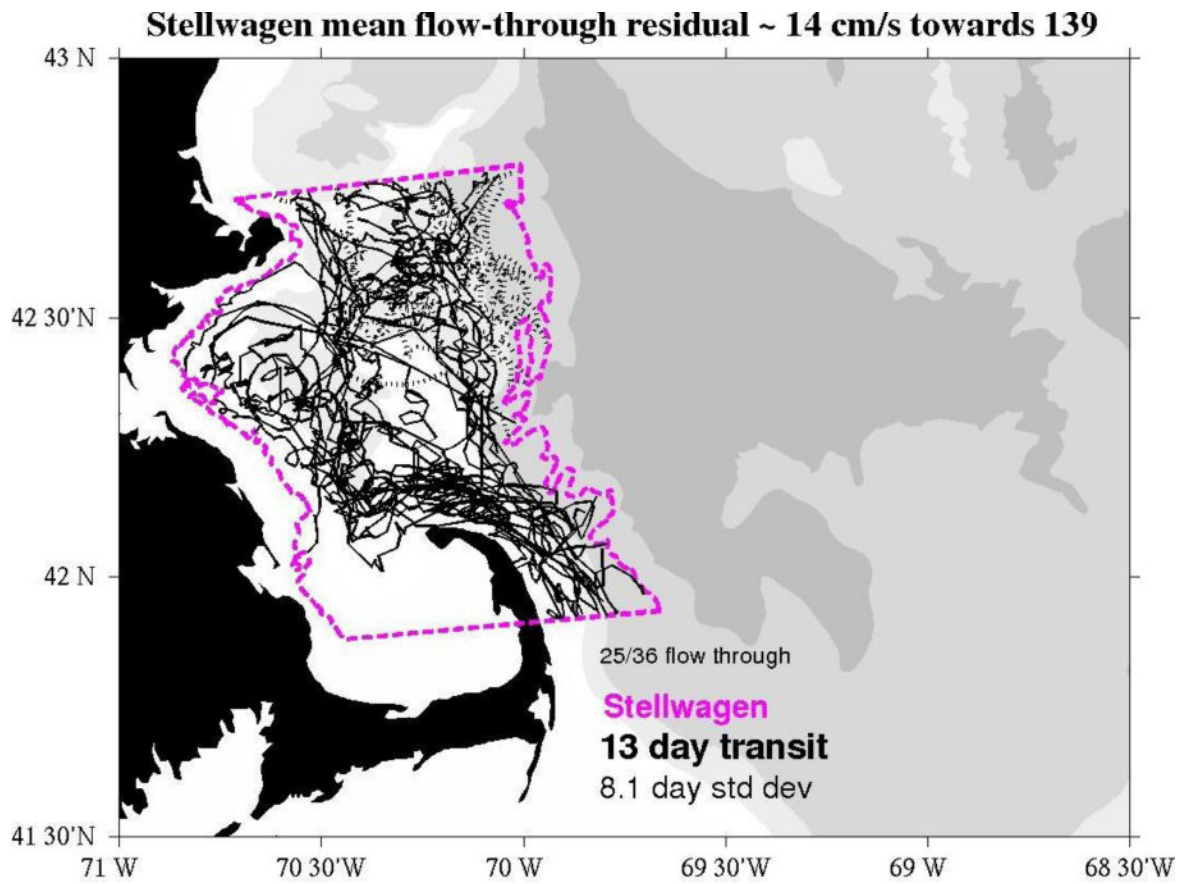 Stellwagen mean flow-through residual ~ 14 cm/s towards 139
43 N
42 30'N
42 N
25/36 flow through
Stellwagen
13 day transit
8.1 day std dev
41 30'N
71 W 70 30'W 70 W 69 30'W 69 W 68 30'W